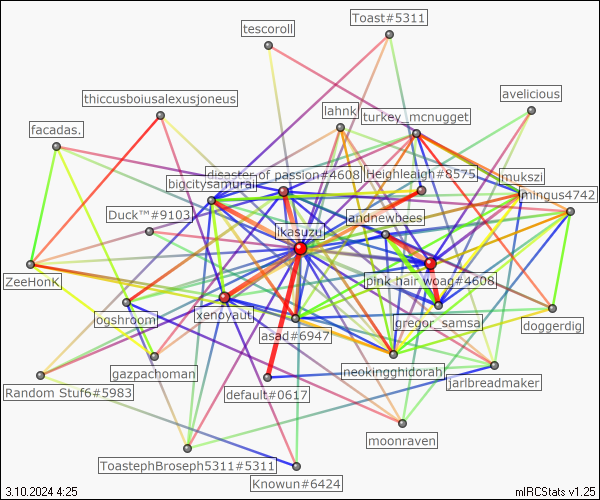 Toast#5311
tescoroll
avelicious
thiccusboiusalexusjoneus
lahnk
turkey_mcnugget
facadas.
disaster of passion#4608
Heighleaigh#8575
mukszi
bigcitysamurai
mingus4742
Duck™#9103
andnewbees
ikasuzu
ZeeHonK
pink hair woag#4608
ogshroom
xenoyaut
gregor_samsa
doggerdig
asad#6947
gazpachoman
neokingghidorah
jarlbreadmaker
Random Stuf6#5983
default#0617
moonraven
ToastephBroseph5311#5311
Knowun#6424
3.10.2024 4:25
mIRCStats v1.25